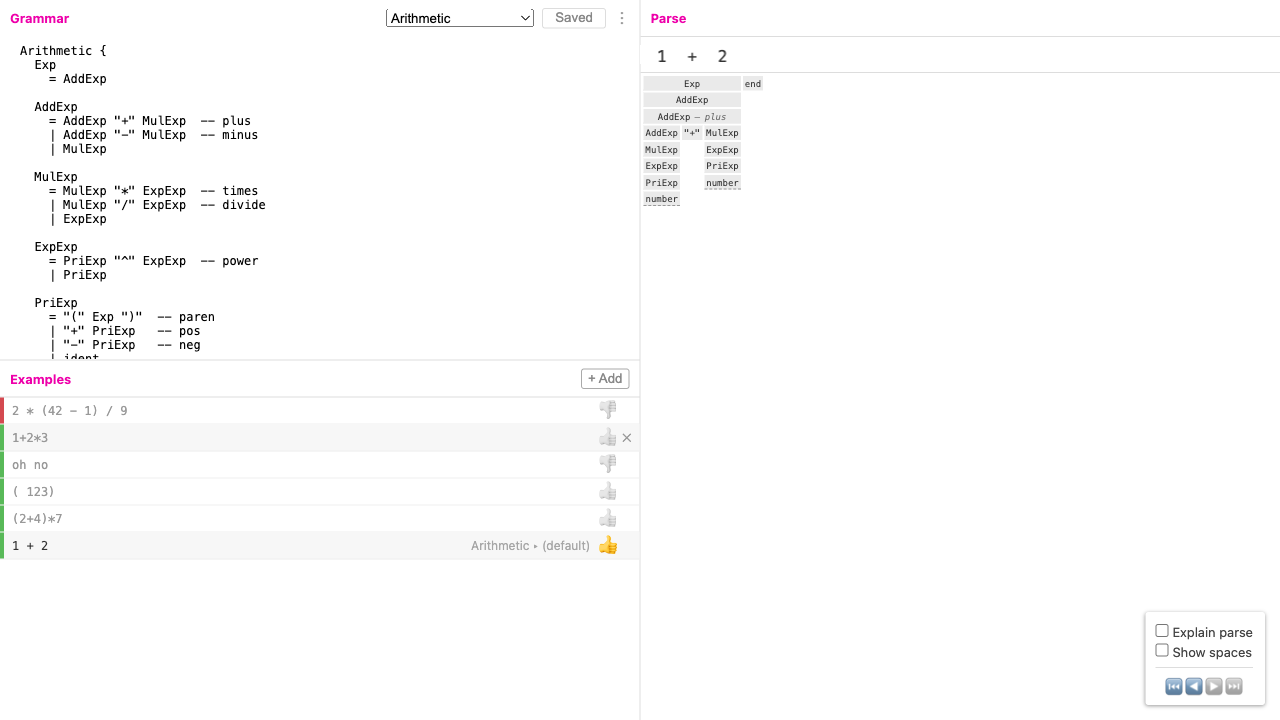 Grammar
Arithmetic
Saved
Arithmetic {
Exp
= AddExp
AddExp
= AddExp "+" MulExp -- plus
| AddExp "-" MulExp -- minus
| MulExp
MulExp
= MulExp "*" ExpExp -- times
| MulExp "/" ExpExp -- divide
| ExpExp
ExpExp
= PriExp "^" ExpExp -- power
| PriExp
PriExp
= "(" Exp ")" -- paren
| "+" PriExp -- pos
| "-" PriExp -- neg
| ident
Examples
+ Add
2 * (42 - 1) / 9
1+2*3
oh no
( 123)
(2+4)*7
1 + 2
Arithmetic ▸ (default)
Parse
1 + 2
Exp end
AddExp
AddExp – plus
AddExp "+" MulExp
MulExp ExpExp
ExpExp PriExp
PriExp number
number
Explain parse
Show spaces